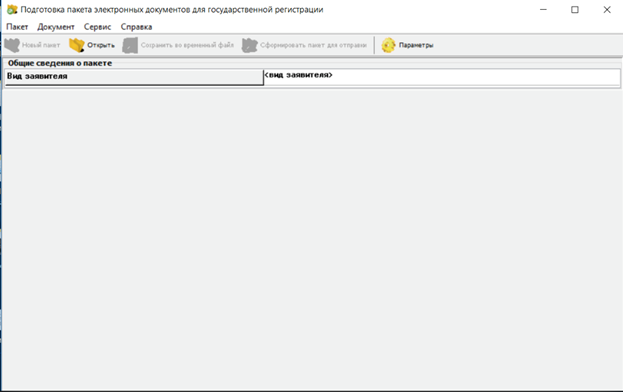 Подготовка пакета электронных документов для государственной регистрации
Пакет Документ Сервис Справка
Новый пакет Открыть Сохранить во временный файл Сформировать пакет для отправки Параметры
Общие сведения о пакете
Вид заявителя <вид заявителя>